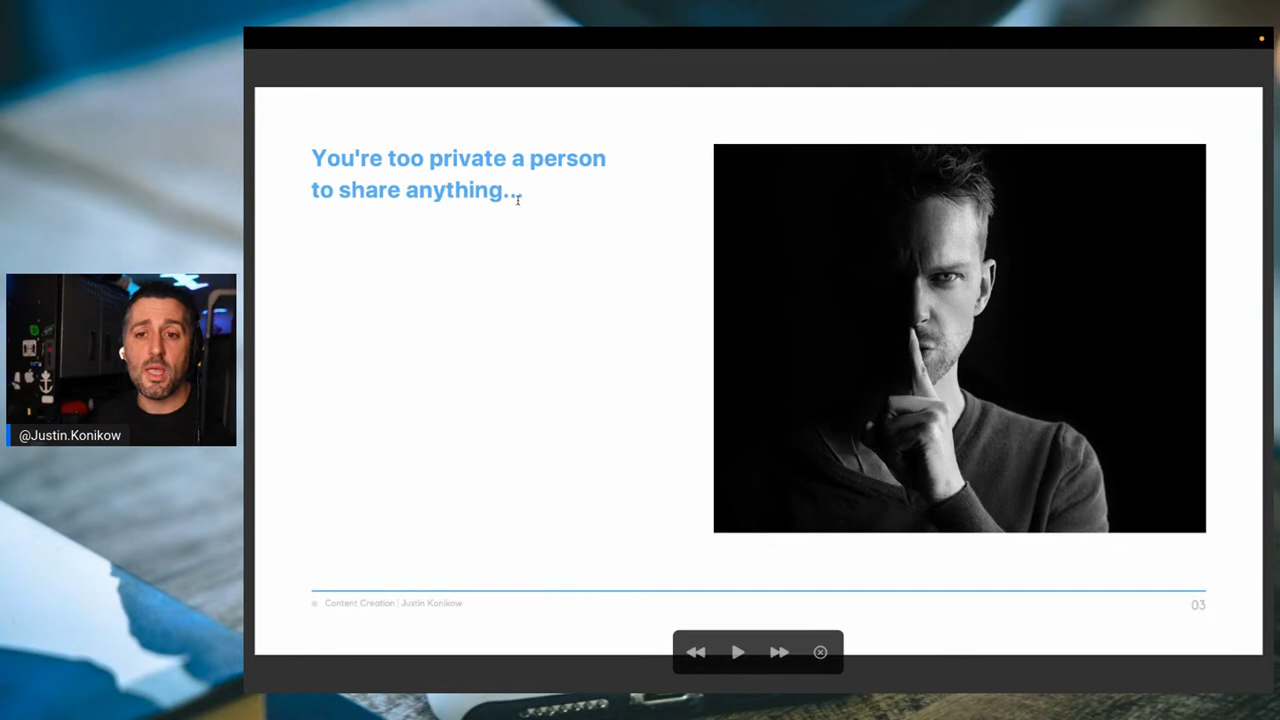 You're too private a person
to share anything...
@Justin.Konikow
Content Creation | Justin Konikow
03